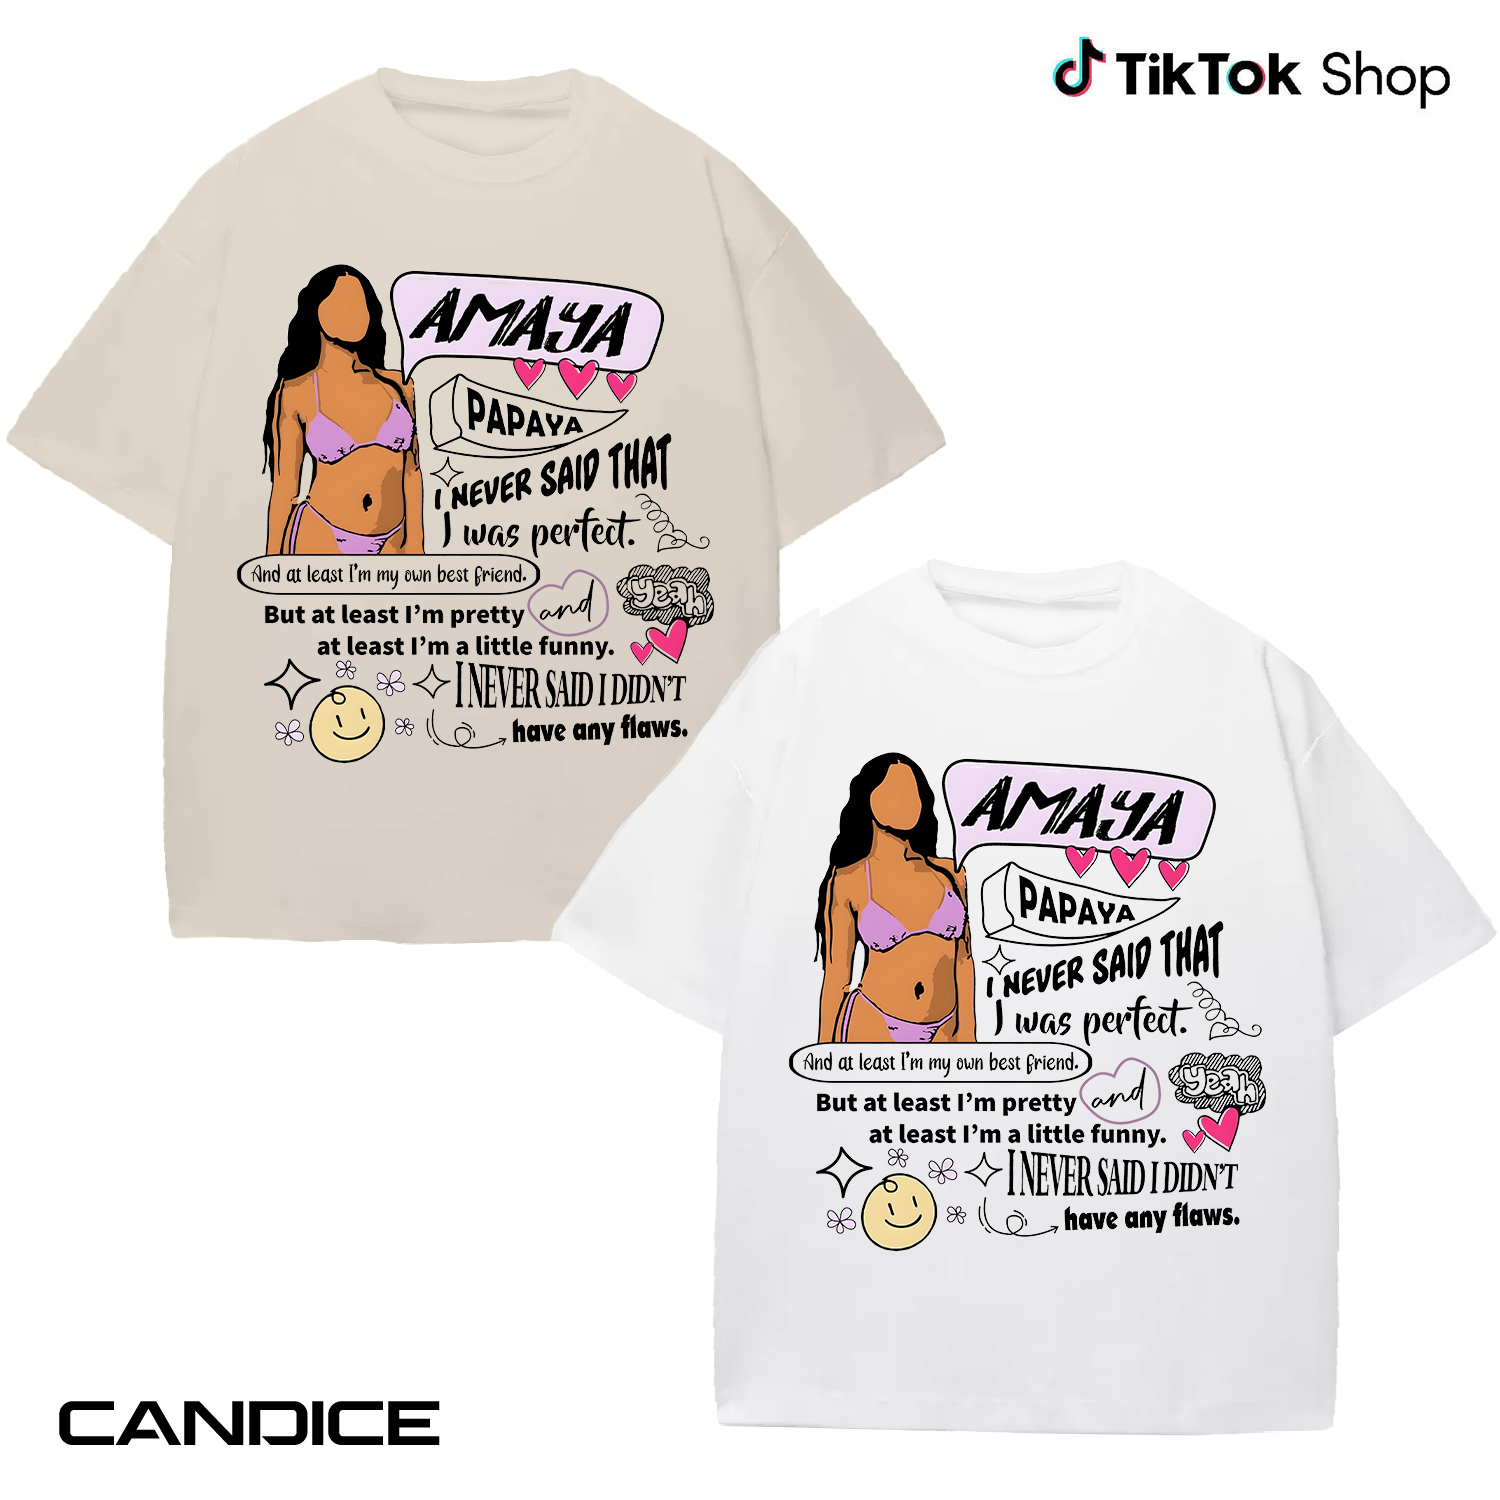 TikTok Shop
AMAYA
PAPAYA
I NEVER SAID THAT
I was perfect.
And at least I'm my own best friend.
But at least I'm pretty and
yeah
at least I'm a little funny.
I NEVER SAID I DIDN'T
have any flaws.
AMAYA
PAPAYA
I NEVER SAID THAT
I was perfect.
And at least I'm my own best friend.
But at least I'm pretty and
yeah
at least I'm a little funny.
I NEVER SAID I DIDN'T
have any flaws.
CANDICE